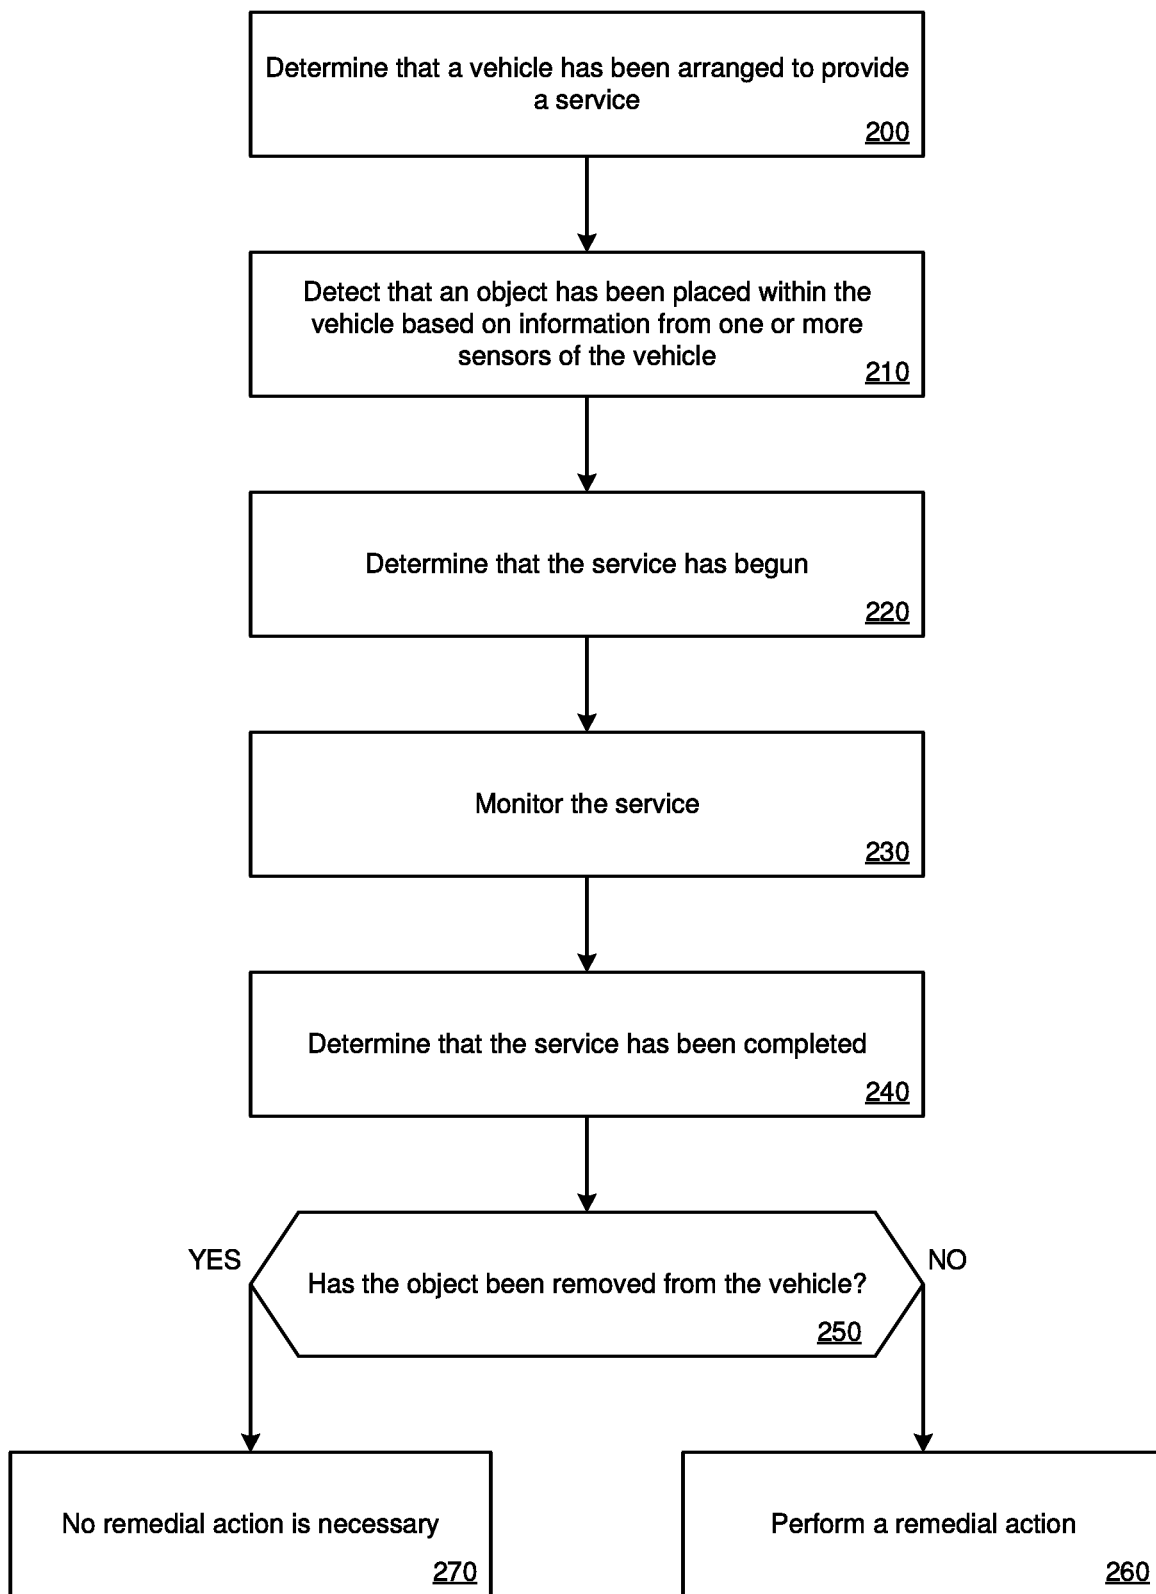 Determine that a vehicle has been arranged to provide
a service
200
Detect that an object has been placed within the
vehicle based on information from one or more
sensors of the vehicle
210
Determine that the service has begun
220
Monitor the service
230
Determine that the service has been completed
240
YES
NO
Has the object been removed from the vehicle?
250
No remedial action is necessary
270
Perform a remedial action
260